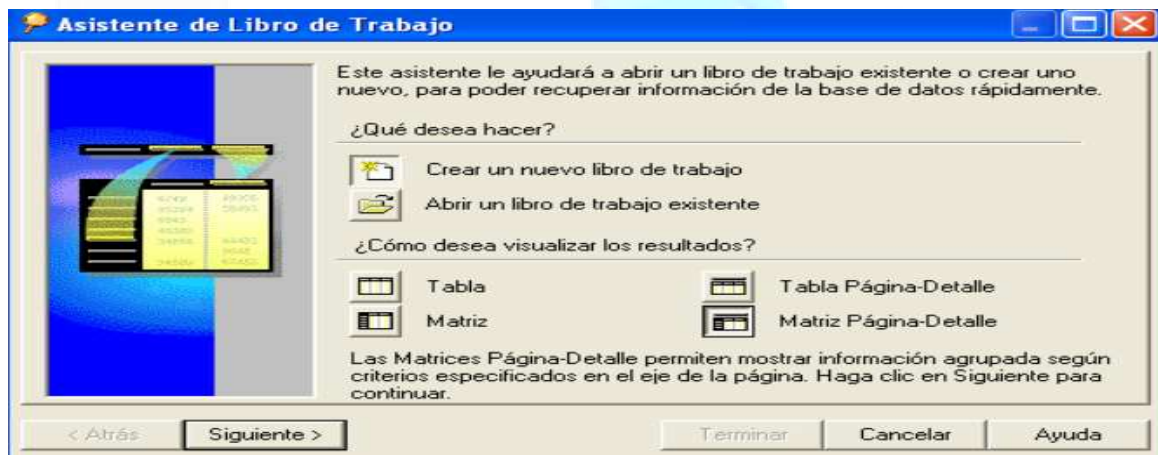 Asistente de Libro de Trabajo
Este asistente le ayudará a abrir un libro de trabajo existente o crear uno
nuevo, para poder recuperar información de la base de datos rápidamente.
¿Qué desea hacer?
Crear un nuevo libro de trabajo
Abrir un libro de trabajo existente
¿Cómo desea visualizar los resultados?
Tabla
Tabla Página-Detalle
Matriz
Matriz Página-Detalle
Las Matrices Página-Detalle permiten mostrar información agrupada según
criterios especificados en el eje de la página. Haga clic en Siguiente para
continuar.
< Atrás
Siguiente >
Terminar
Cancelar
Ayuda